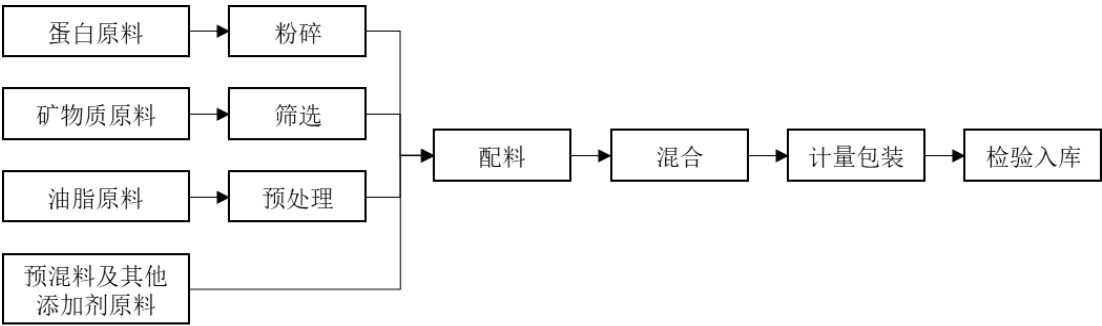 蛋白原料
粉碎
矿物质原料
筛选
油脂原料
预处理
预混料及其他
添加剂原料
配料
混合
计量包装
检验入库